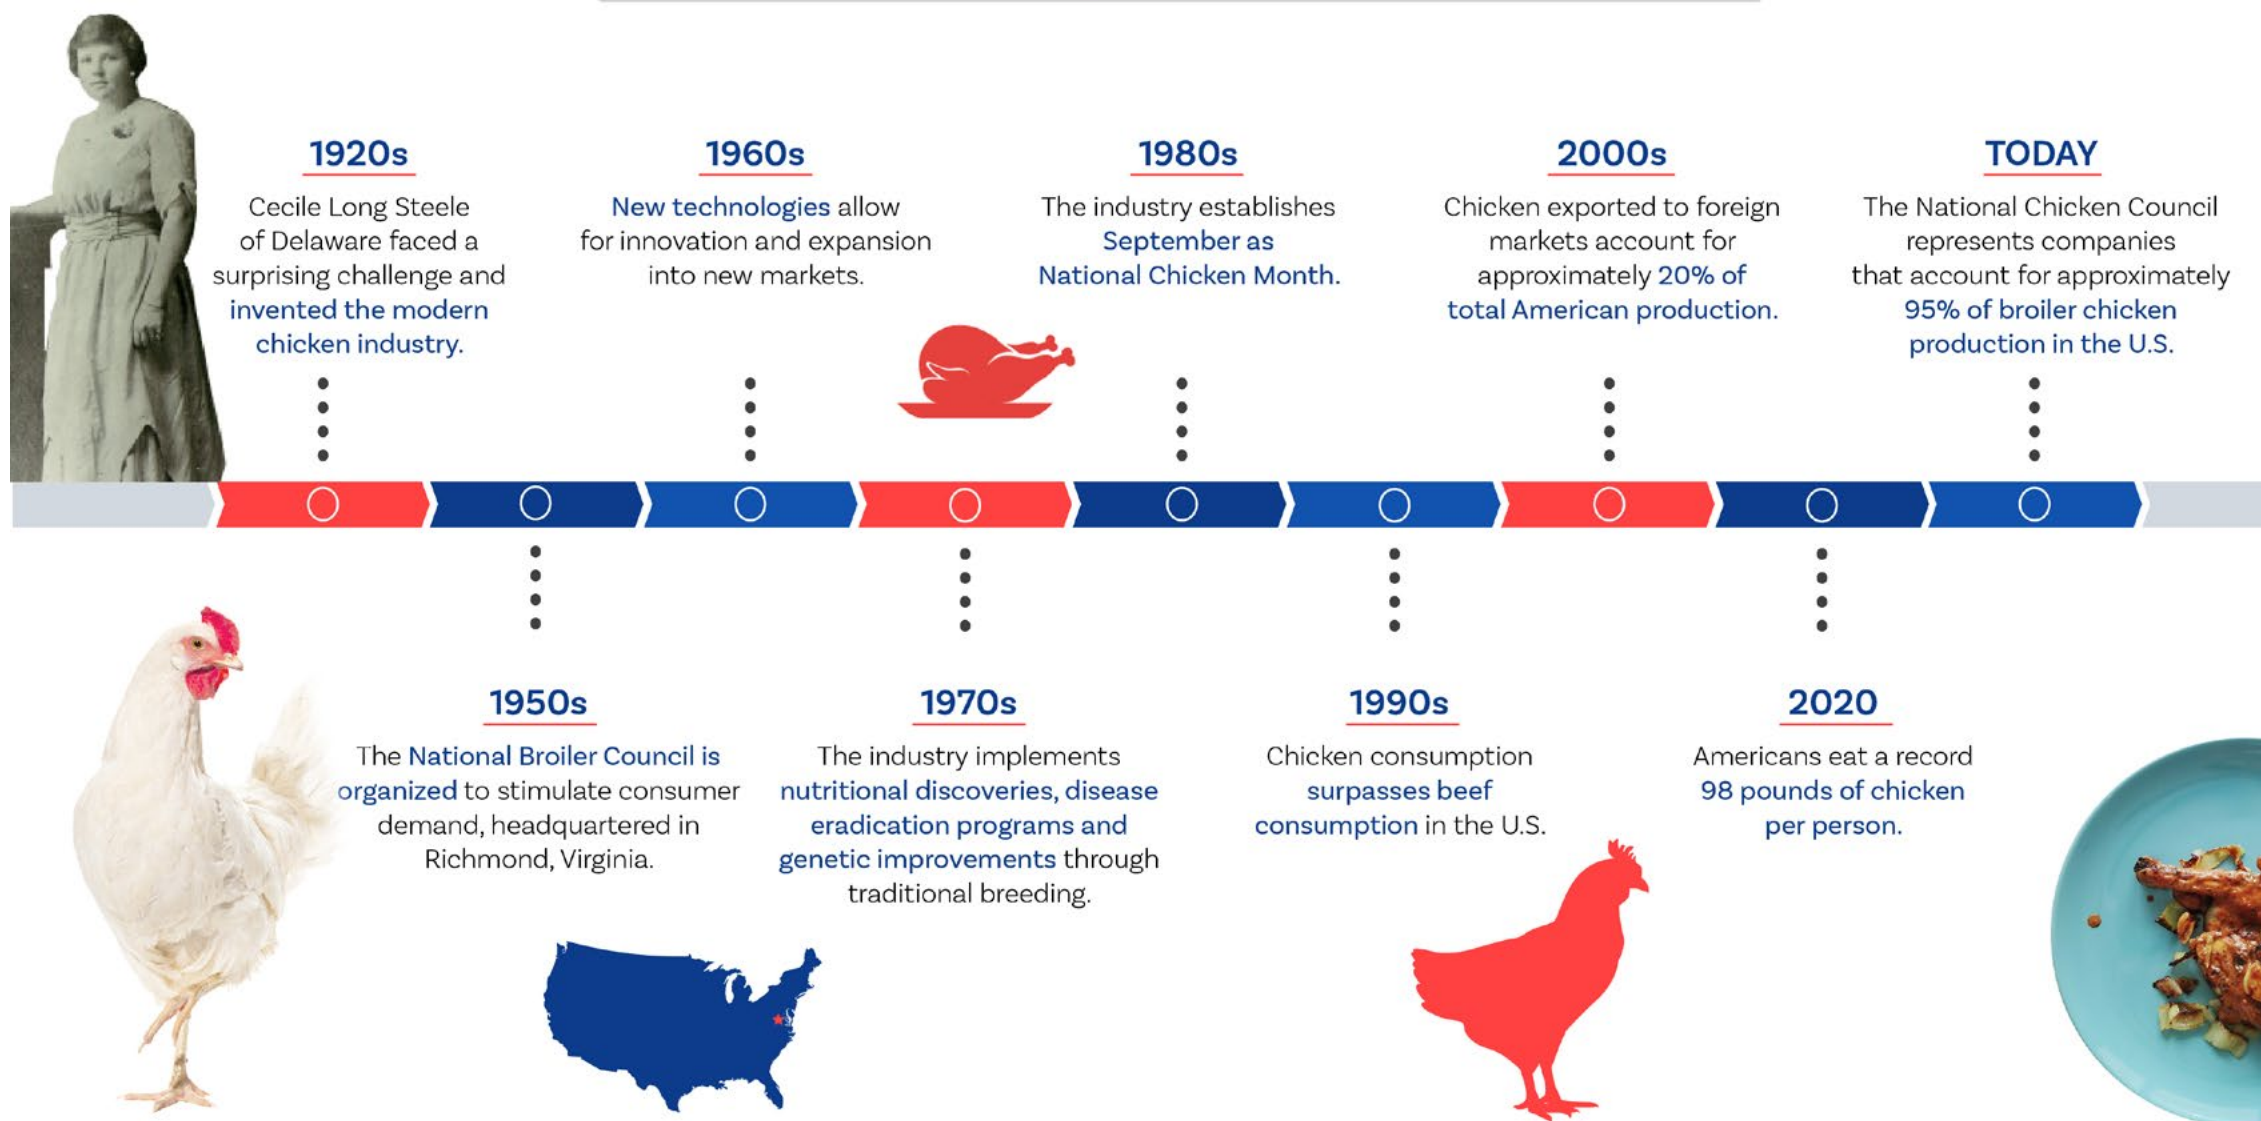 1920s
Cecile Long Steele
of Delaware faced a
surprising challenge and
invented the modern
chicken industry.
1960s
New technologies allow
for innovation and expansion
into new markets.
1980s
The industry establishes
September as
National Chicken Month.
2000s
Chicken exported to foreign
markets account for
approximately 20% of
total American production.
TODAY
The National Chicken Council
represents companies
that account for approximately
95% of broiler chicken
production in the U.S.
1950s
The National Broiler Council is
organized to stimulate consumer
demand, headquartered in
Richmond, Virginia.
1970s
The industry implements
nutritional discoveries, disease
eradication programs and
genetic improvements through
traditional breeding.
1990s
Chicken consumption
surpasses beef
consumption in the U.S.
2020
Americans eat a record
98 pounds of chicken
per person.